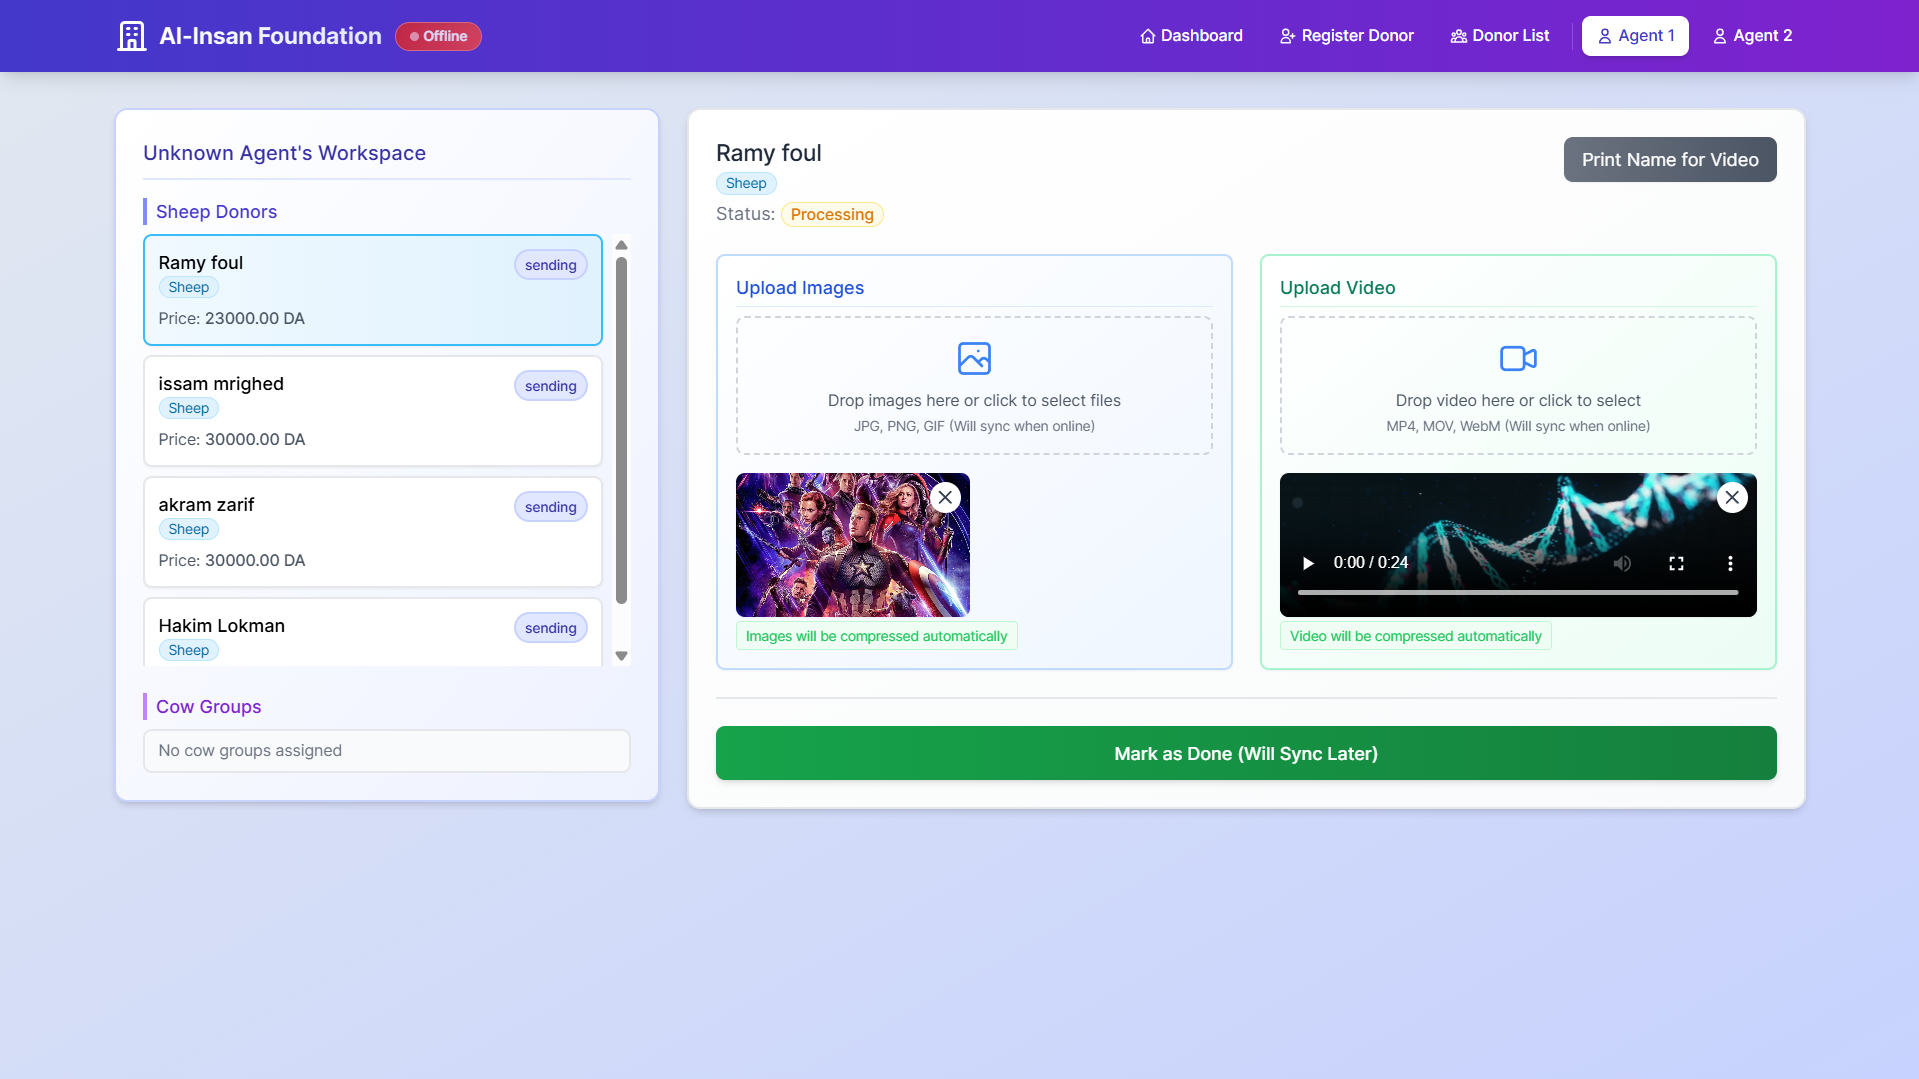 Al-Insan Foundation
Offline
Dashboard
Register Donor
Donor List
Agent 1
Agent 2
Unknown Agent's Workspace
Sheep Donors
Ramy foul
sending
Sheep
Price: 23000.00 DA
issam mrighed
sending
Sheep
Price: 30000.00 DA
akram zarif
sending
Sheep
Price: 30000.00 DA
Hakim Lokman
sending
Sheep
Cow Groups
No cow groups assigned
Ramy foul
Sheep
Status: Processing
Print Name for Video
Upload Images
Drop images here or click to select files
JPG, PNG, GIF (Will sync when online)
Images will be compressed automatically
Upload Video
Drop video here or click to select
MP4, MOV, WebM (Will sync when online)
0:00 / 0:24
Video will be compressed automatically
Mark as Done (Will Sync Later)